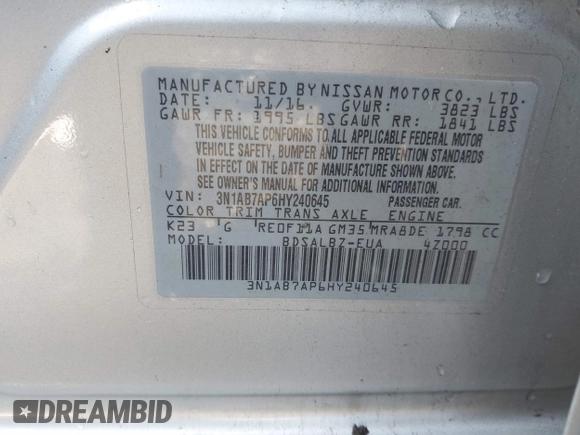 MANUFACTURED BY NISSAN MOTOR CO., LTD.
DATE: 11/16 GVWR: 3823 LBS
GAWR FR: 1995 LBS GAWR RR: 1841 LBS
THIS VEHICLE CONFORMS TO ALL APPLICABLE FEDERAL MOTOR
VEHICLE SAFETY, BUMPER AND THEFT PREVENTION STANDARDS
IN EFFECT ON THE DATE OF MANUFACTURE SHOWN ABOVE.
SEE OWNER'S MANUAL FOR ADDITIONAL INFORMATION.
VIN: 3N1AB7AP6HY240645 PASSENGER CAR.
COLOR TRIM TRANS AXLE ENGINE
K23 G RE0F11A GM35 MRA8DE 1798 CC
MODEL: BDSALBZ-EUA 4Z000
3N1AB7AP6HY240645
DREAMBID